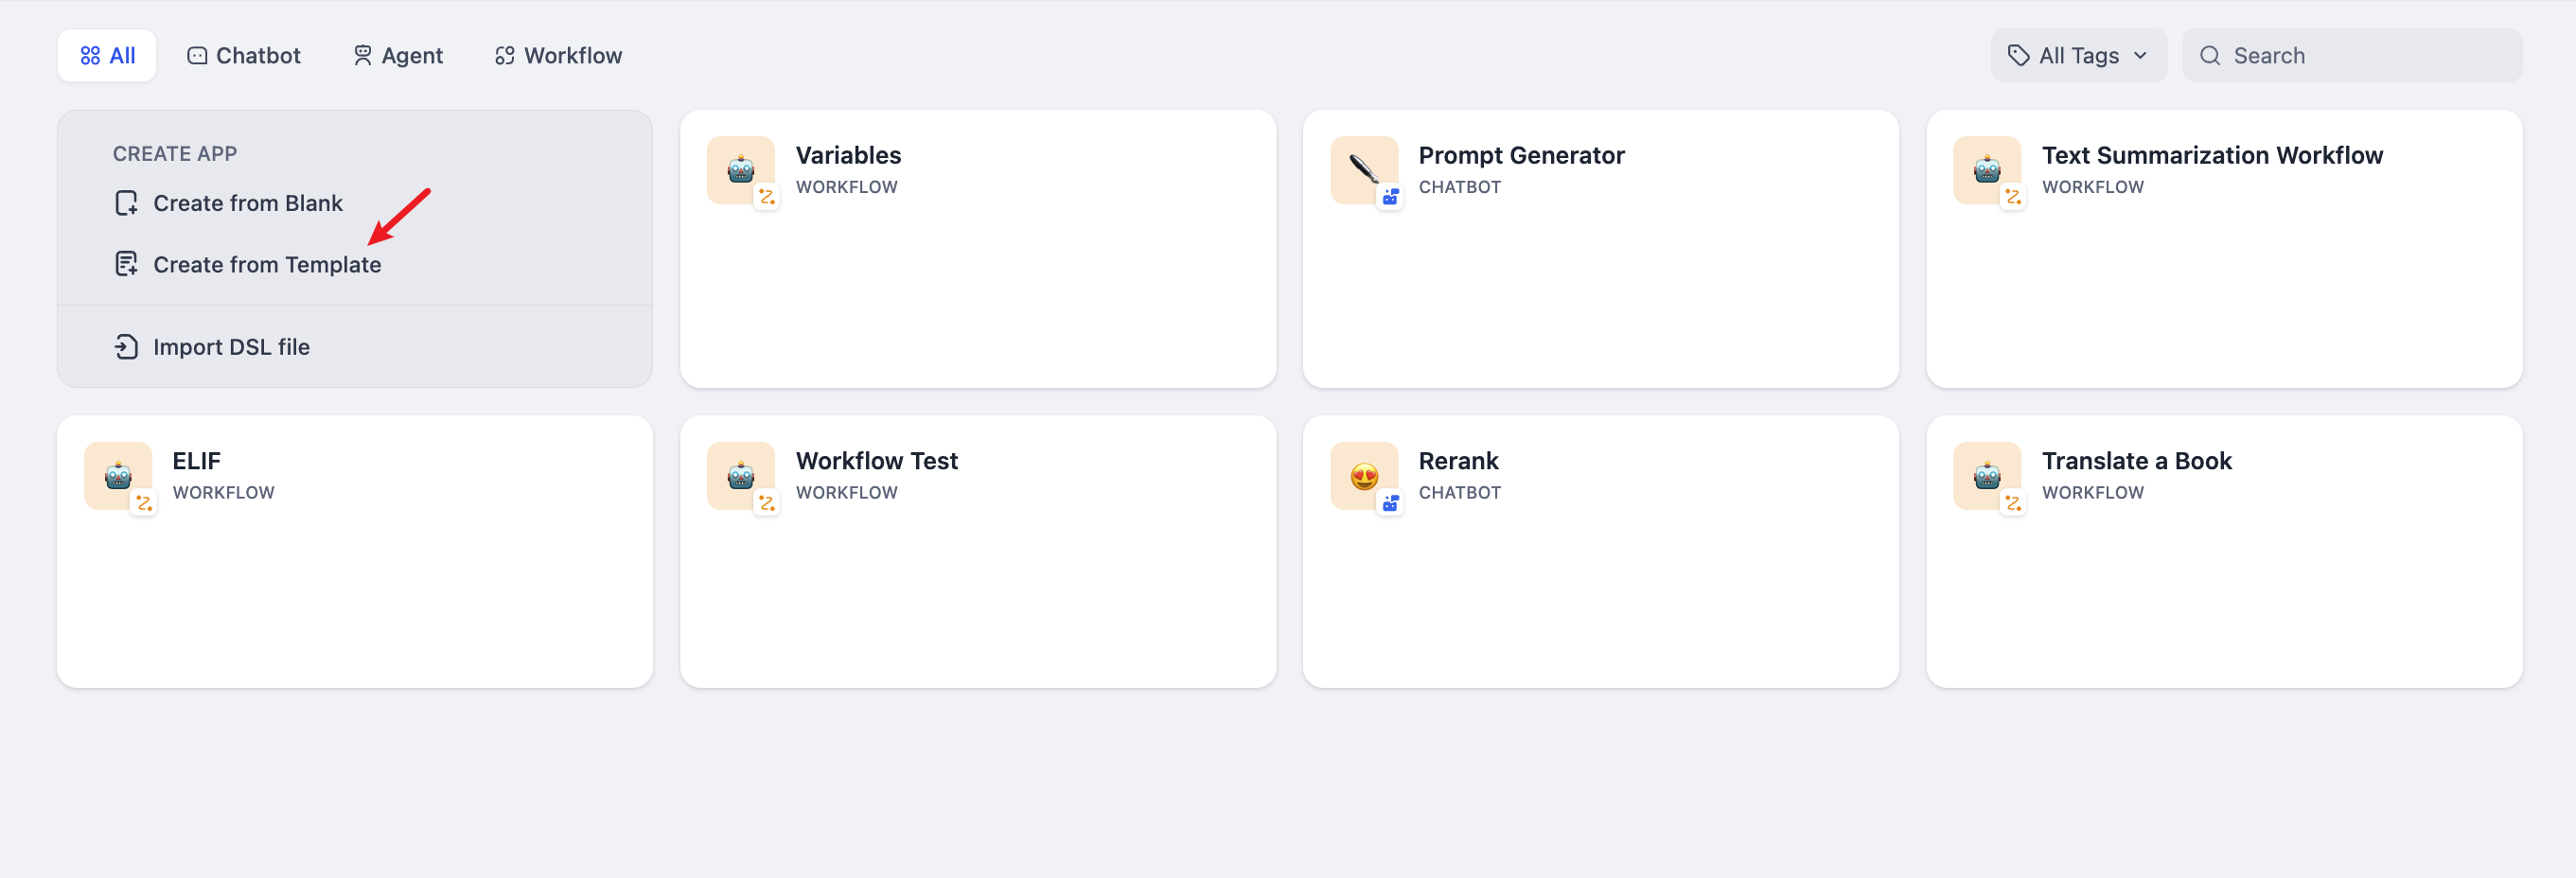 All
Chatbot
Agent
Workflow
All Tags
Search
CREATE APP
Create from Blank
Create from Template
Import DSL file
Variables
WORKFLOW
Prompt Generator
CHATBOT
Text Summarization Workflow
WORKFLOW
ELIF
WORKFLOW
Workflow Test
WORKFLOW
Rerank
CHATBOT
Translate a Book
WORKFLOW